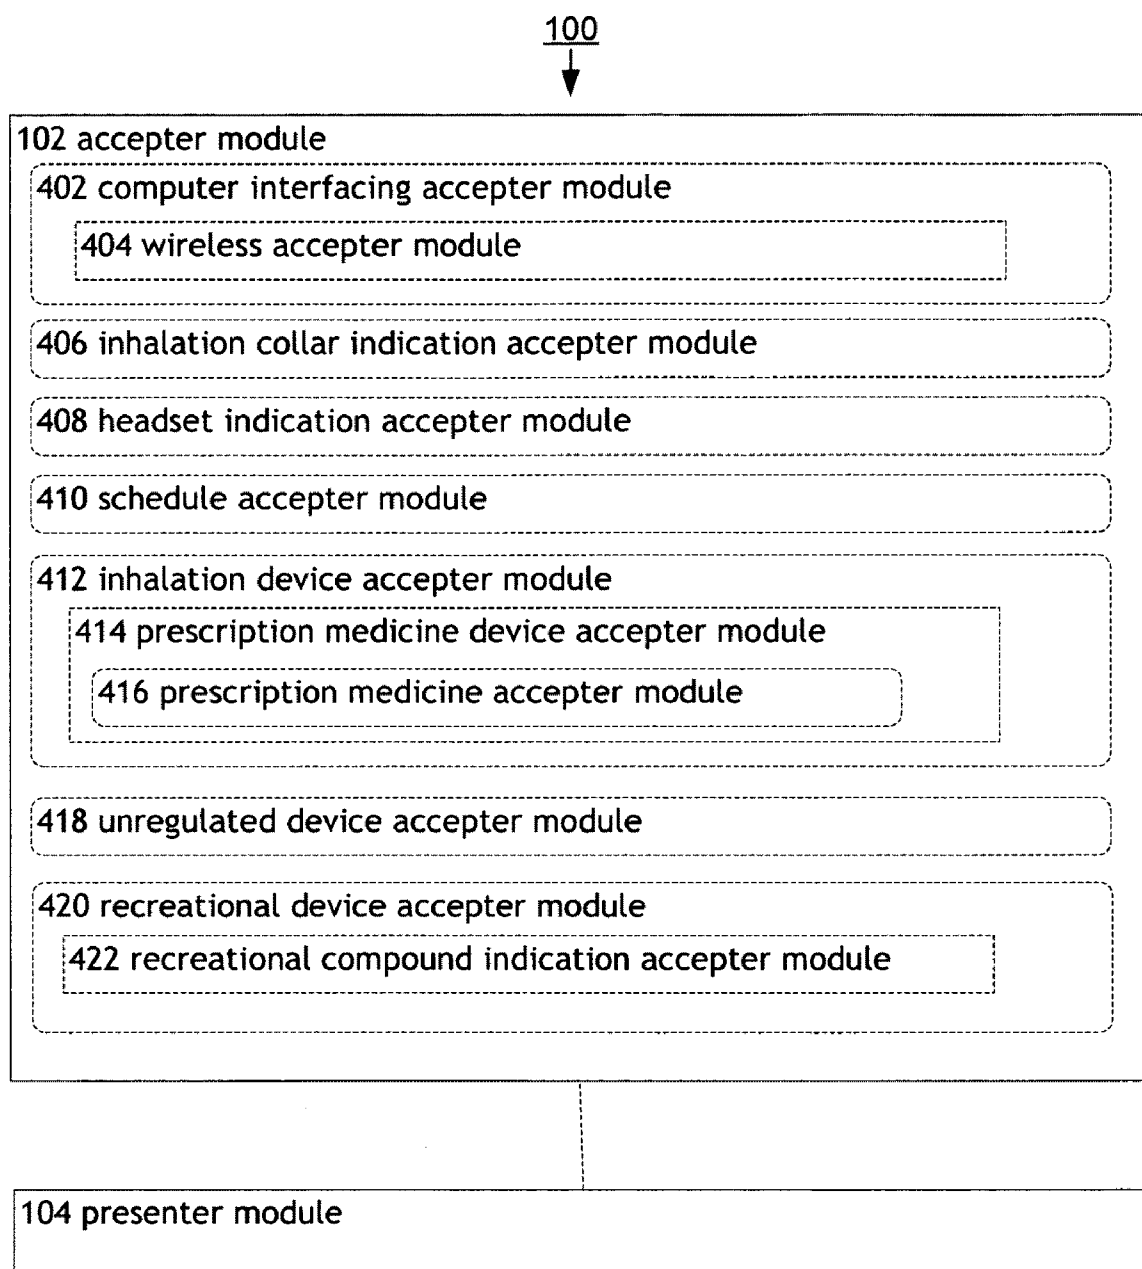 100
102 accepter module
402 computer interfacing accepter module
404 wireless accepter module
406 inhalation collar indication accepter module
408 headset indication accepter module
410 schedule accepter module
412 inhalation device accepter module
414 prescription medicine device accepter module
416 prescription medicine accepter module
418 unregulated device accepter module
420 recreational device accepter module
422 recreational compound indication accepter module
104 presenter module